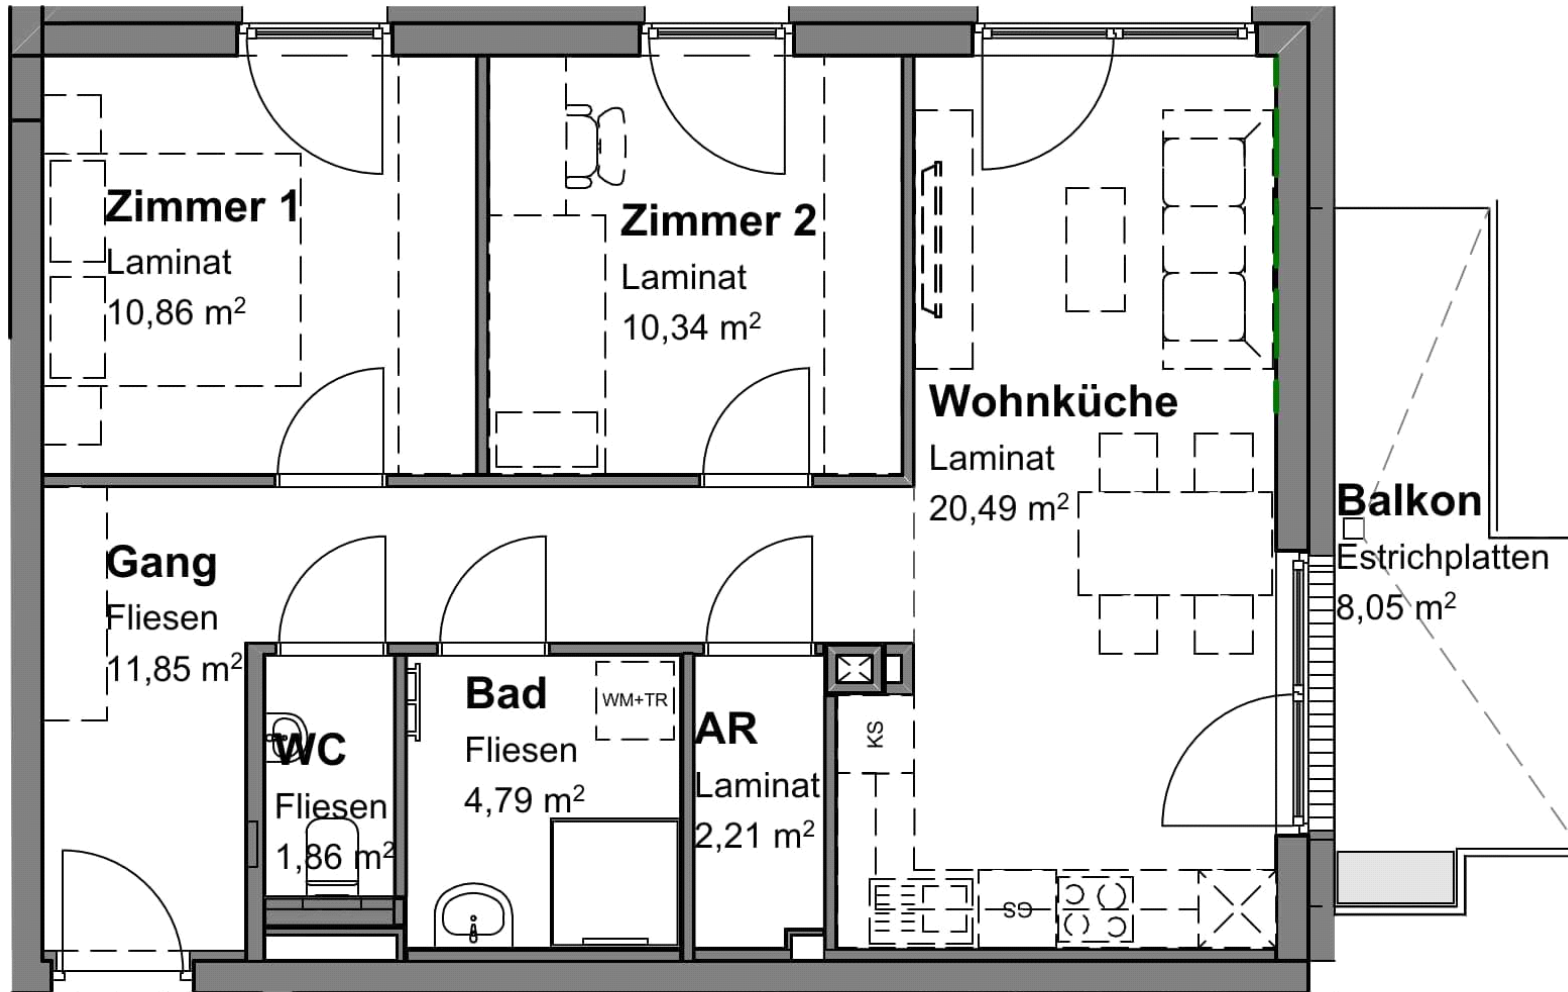 Zimmer 1
Laminat
10,86 m²
Zimmer 2
Laminat
10,34 m²
Wohnküche
Laminat
20,49 m²
Balkon
Estrichplatten
8,05 m²
Gang
Fliesen
11,85 m²
WC
Fliesen
1,86 m²
Bad
Fliesen
4,79 m²
WM+TR
AR
Laminat
2,21 m²
KS
GS